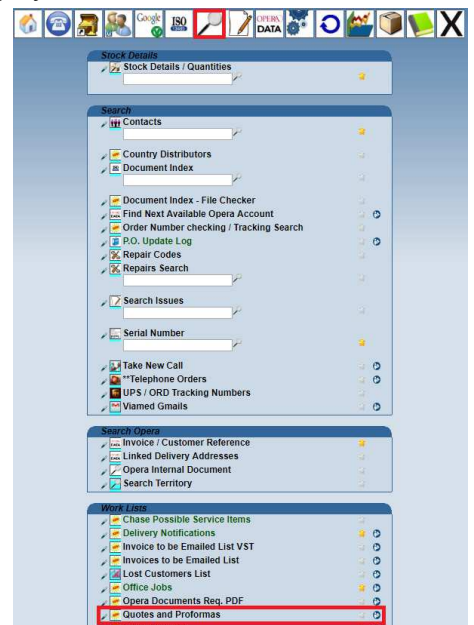 Google
ISO
OPERA
DATA
X
Stock Details
Stock Details / Quantities
Search
Contacts
Country Distributors
Document Index
Document Index - File Checker
Find Next Available Opera Account
Order Number checking / Tracking Search
P.O. Update Log
Repair Codes
Repairs Search
Search Issues
Serial Number
Take New Call
**Telephone Orders
UPS / ORD Tracking Numbers
Viamed Gmails
Search Opera
Invoice / Customer Reference
Linked Delivery Addresses
Opera Internal Document
Search Territory
Work Lists
Chase Possible Service Items
Delivery Notifications
Invoice to be Emailed List VST
Invoices to be Emailed List
Lost Customers List
Office Jobs
Opera Documents Req. PDF
Quotes and Proformas